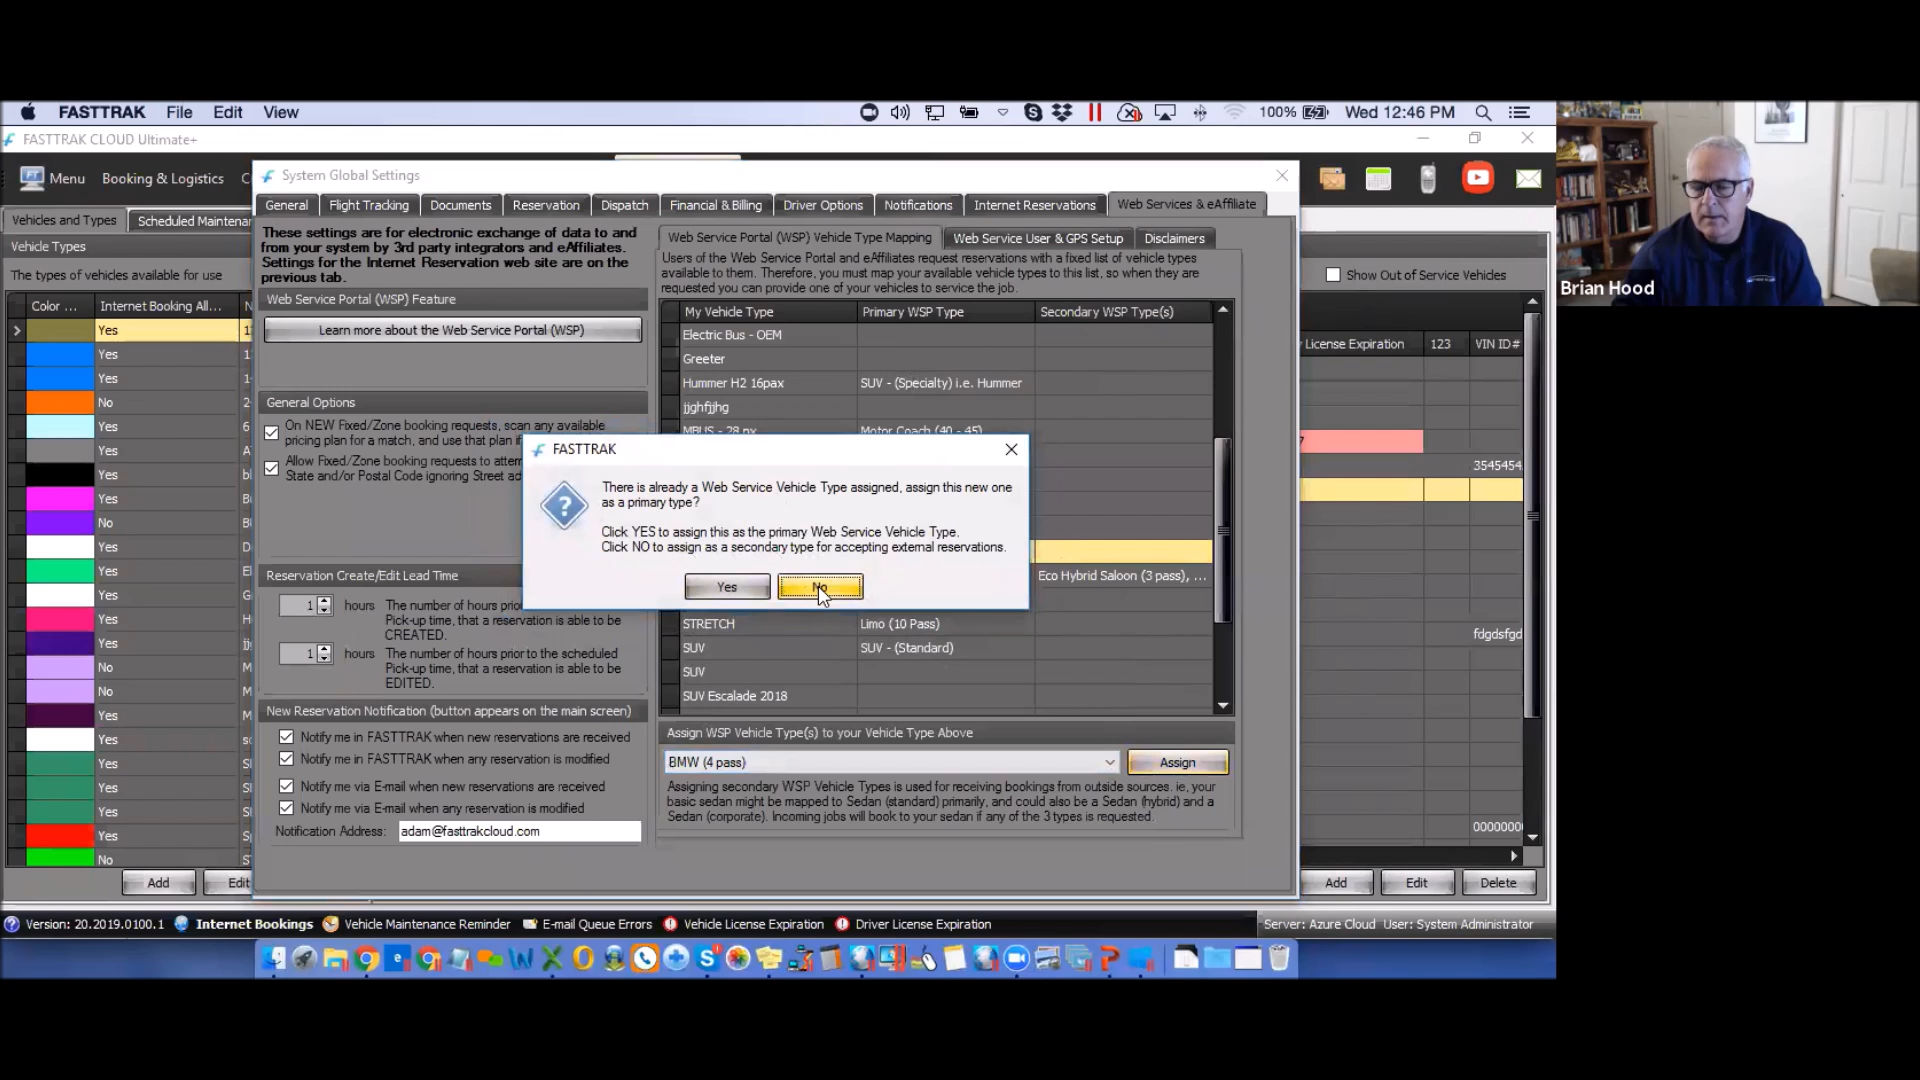 FASTTRAK File Edit View
100% Wed 12:46 PM
FASTTRAK CLOUD Ultimate+
Menu Booking & Logistics C
System Global Settings
Vehicles and Types Scheduled Maintenan
Vehicle Types
The types of vehicles available for use
Color ... Internet Booking All... N
Yes 1
Yes 1
Yes 1
No 2
Yes 6
Yes A
Yes bl
Yes B
No Bl
Yes D
Yes El
Yes G
Yes H
Yes jj
No M
No M
Yes M
Yes s
Yes S
Yes S
Yes S
No S
Add Edit
General Flight Tracking Documents Reservation Dispatch Financial & Billing Driver Options Notifications Internet Reservations Web Services & eAffiliate
These settings are for electronic exchange of data to and
from your system by 3rd party integrators and eAffiliates.
Settings for the Internet Reservation web site are on the
previous tab.
Web Service Portal (WSP) Feature
Learn more about the Web Service Portal (WSP)
General Options
On NEW Fixed/Zone booking requests, scan any available
pricing plan for a match, and use that plan if
Allow Fixed/Zone booking requests to attem
State and/or Postal Code ignoring Street ad
Reservation Create/Edit Lead Time
1 hours The number of hours prio
Pick-up time, that a reservation is able to be
CREATED.
1 hours The number of hours prior to the scheduled
Pick-up time, that a reservation is able to be
EDITED.
New Reservation Notification (button appears on the main screen)
Notify me in FASTTRAK when new reservations are received
Notify me in FASTTRAK when any reservation is modified
Notify me via E-mail when new reservations are received
Notify me via E-mail when any reservation is modified
Notification Address: adam@fasttrakcloud.com
Web Service Portal (WSP) Vehicle Type Mapping Web Service User & GPS Setup Disclaimers
Users of the Web Service Portal and eAffiliates request reservations with a fixed list of vehicle types
available to them. Therefore, you must map your available vehicle types to this list, so when they are
requested you can provide one of your vehicles to service the job.
My Vehicle Type Primary WSP Type Secondary WSP Type(s)
Electric Bus - OEM
Greeter
Hummer H2 16pax SUV - (Specialty) i.e. Hummer
jjghfjjhg
MBUS - 28 px Motor Coach (40 - 45)
Eco Hybrid Saloon (3 pass), ...
STRETCH Limo (10 Pass)
SUV SUV - (Standard)
SUV
SUV Escalade 2018
Assign WSP Vehicle Type(s) to your Vehicle Type Above
BMW (4 pass) Assign
Assigning secondary WSP Vehicle Types is used for receiving bookings from outside sources. ie, your
basic sedan might be mapped to Sedan (standard) primarily, and could also be a Sedan (hybrid) and a
Sedan (corporate). Incoming jobs will book to your sedan if any of the 3 types is requested.
FASTTRAK
There is already a Web Service Vehicle Type assigned, assign this new one
as a primary type?
Click YES to assign this as the primary Web Service Vehicle Type.
Click NO to assign as a secondary type for accepting external reservations.
Yes No
Show Out of Service Vehicles
License Expiration 123 VIN ID#
7
3545454
fdgdsfgd
0000000
Add Edit Delete
Version: 20.2019.0100.1 Internet Bookings Vehicle Maintenance Reminder E-mail Queue Errors Vehicle License Expiration Driver License Expiration Server: Azure Cloud User: System Administrator
Brian Hood